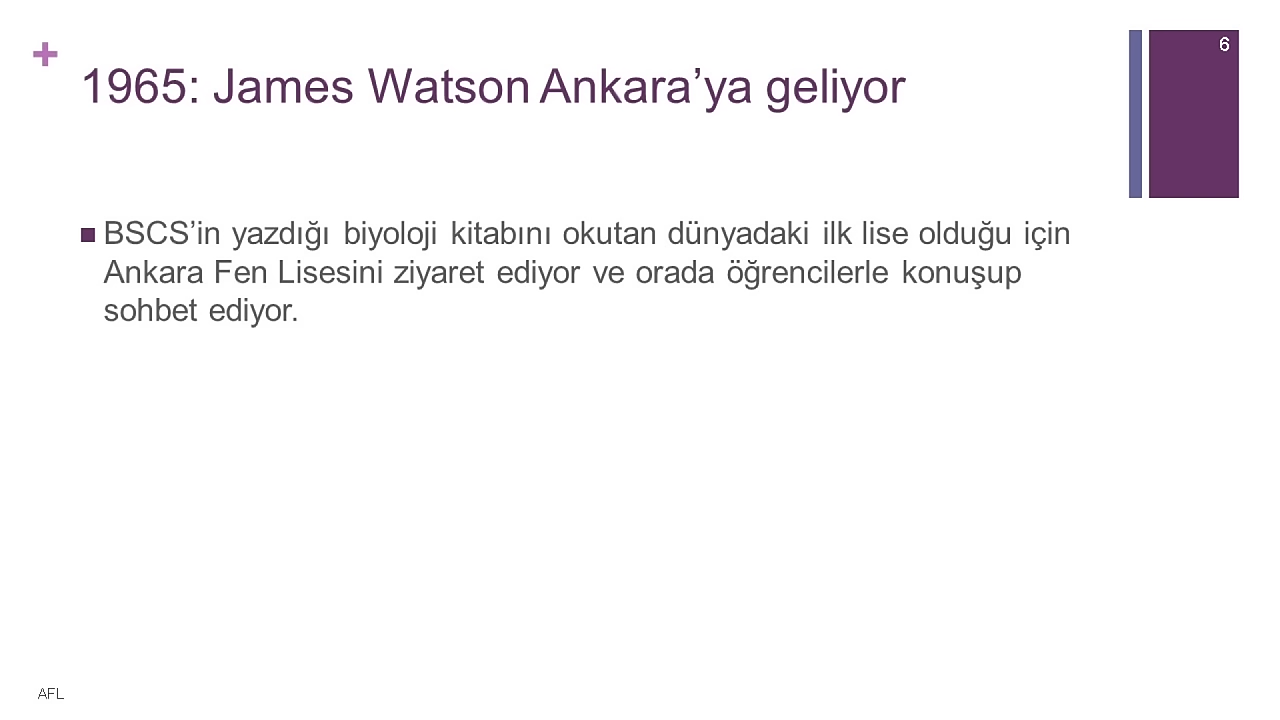 +
6
1965: James Watson Ankara’ya geliyor
BSCS’in yazdığı biyoloji kitabını okutan dünyadaki ilk lise olduğu için
Ankara Fen Lisesini ziyaret ediyor ve orada öğrencilerle konuşup
sohbet ediyor.
AFL